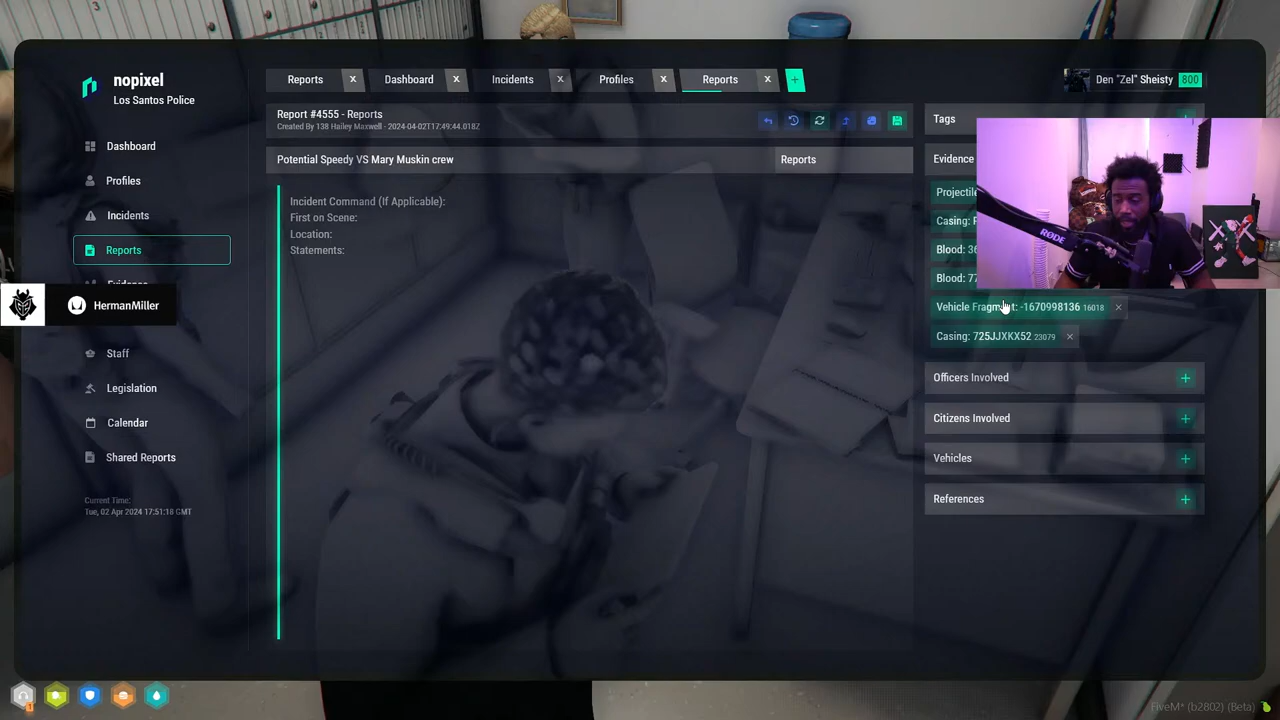 nopixel
Los Santos Police
Reports X
Dashboard X
Incidents X
Profiles X
Reports X
+
Den "Zel" Sheisty 800
Report #4555 - Reports
Created By 138 Hailey Maxwell - 2024-04-02T17:49:44.018Z
Potential Speedy VS Mary Muskin crew
Reports
Incident Command (If Applicable):
First on Scene:
Location:
Statements:
Dashboard
Profiles
Incidents
Reports
Evidence
HermanMiller
Staff
Legislation
Calendar
Shared Reports
Current Time:
Tue, 02 Apr 2024 17:51:18 GMT
Tags
Evidence
Projectile
Casing:
Blood: 36
Blood: 77
Vehicle Fragment: -1670998136 16018 ×
Casing: 725JJXKX52 23079 ×
Officers Involved +
Citizens Involved +
Vehicles +
References +
RØDE
FiveM* (b2802) (Beta)